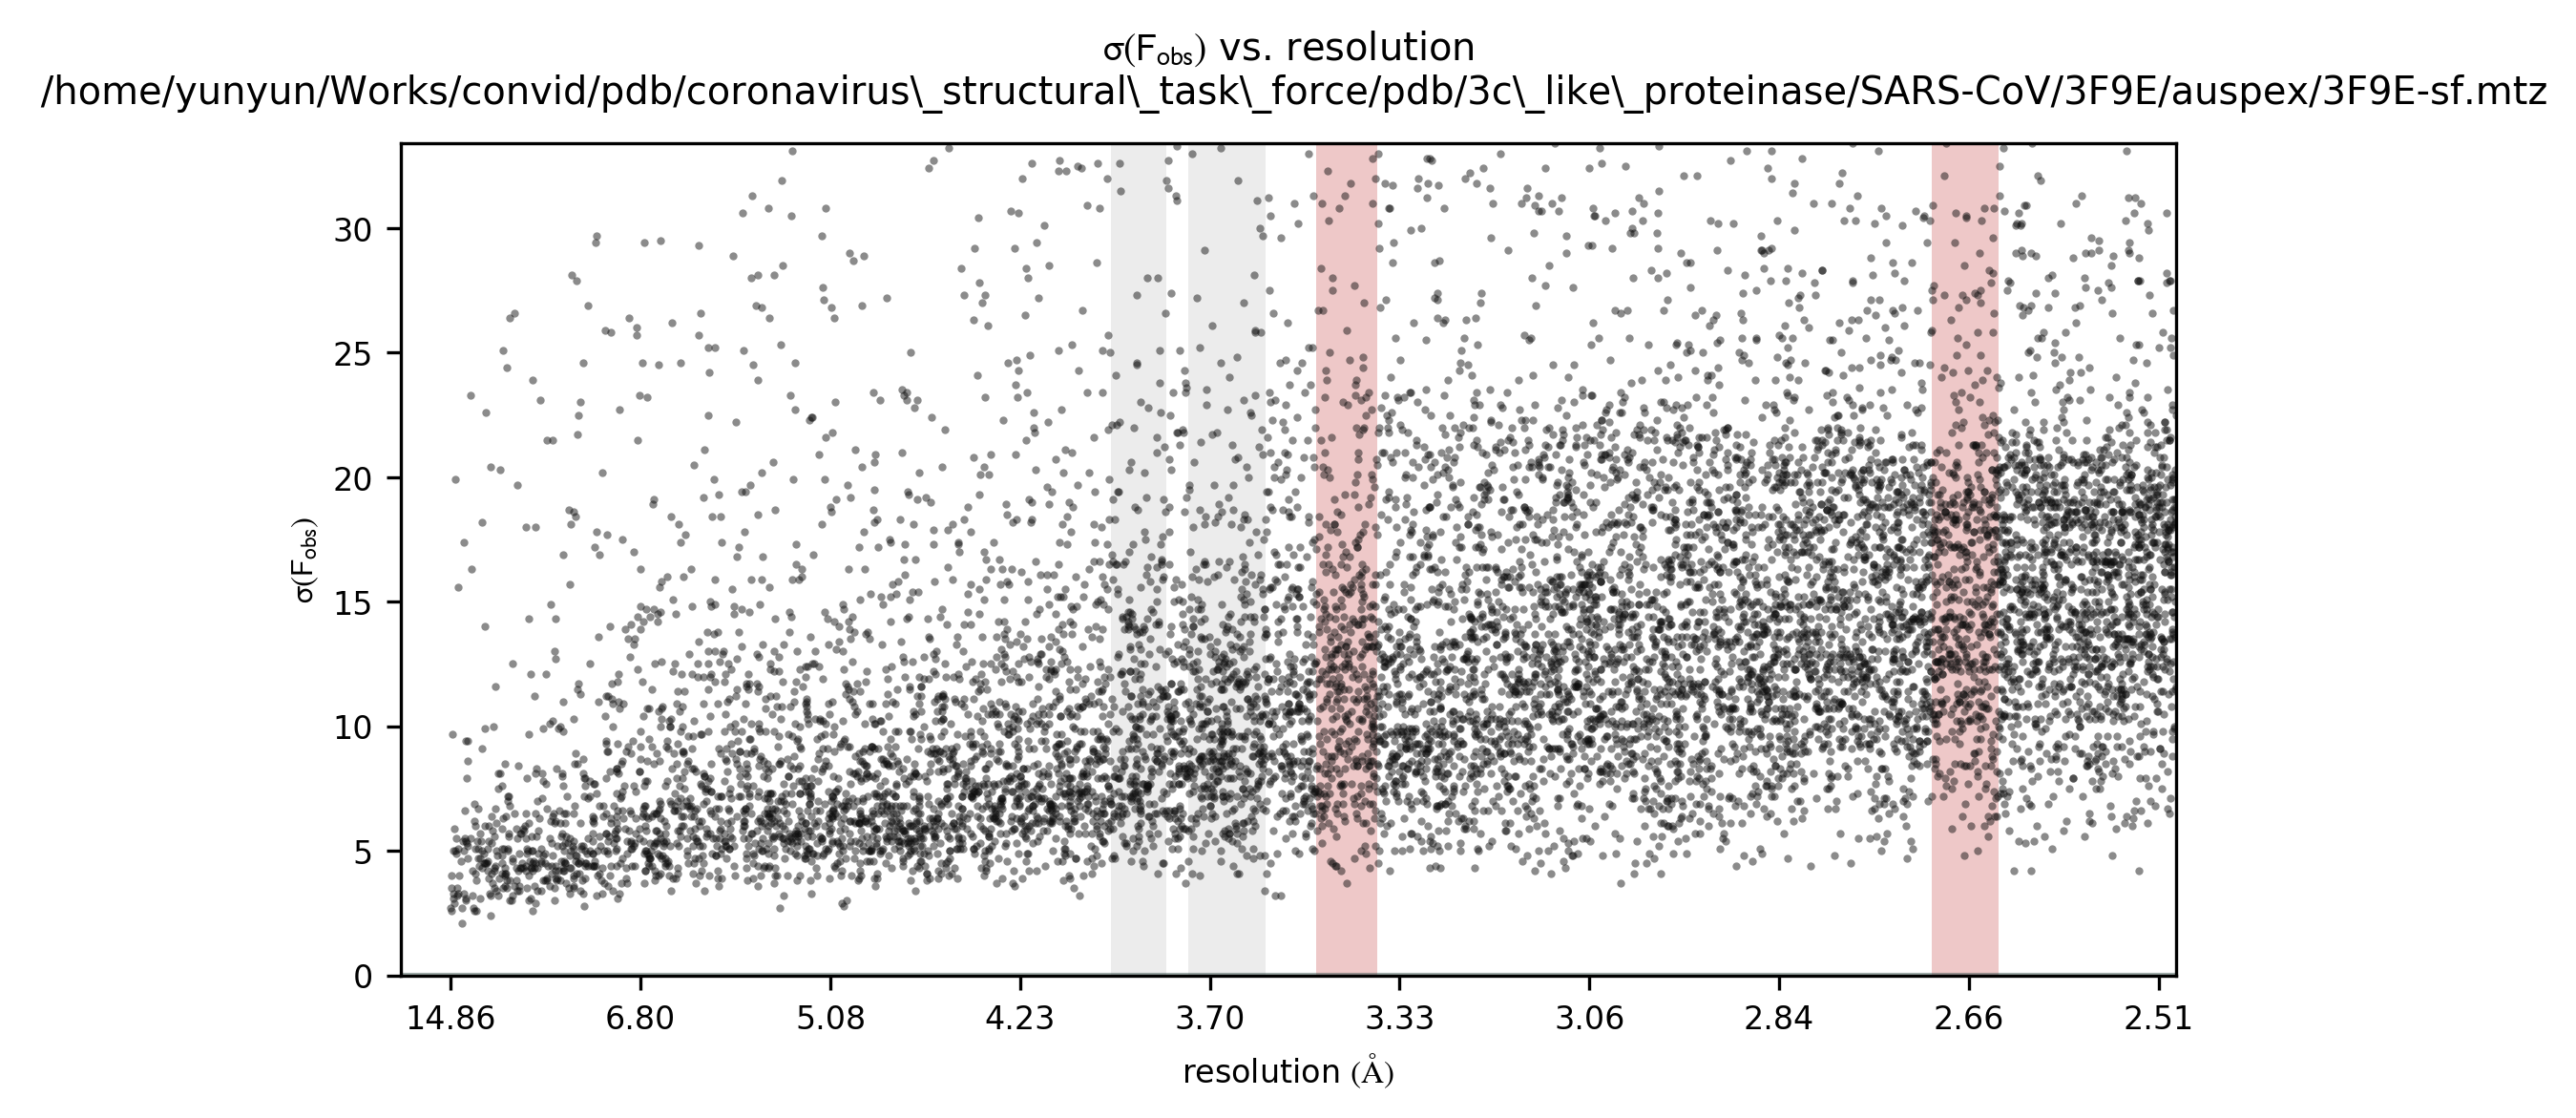 σ(F_obs) vs. resolution
/home/yunyun/Works/convid/pdb/coronavirus\_structural\_task\_force/pdb/3c\_like\_proteinase/SARS-CoV/3F9E/auspex/3F9E-sf.mtz
σ(F_obs)
30
25
20
15
10
5
0
14.86 6.80 5.08 4.23 3.70 3.33 3.06 2.84 2.66 2.51
resolution (Å)